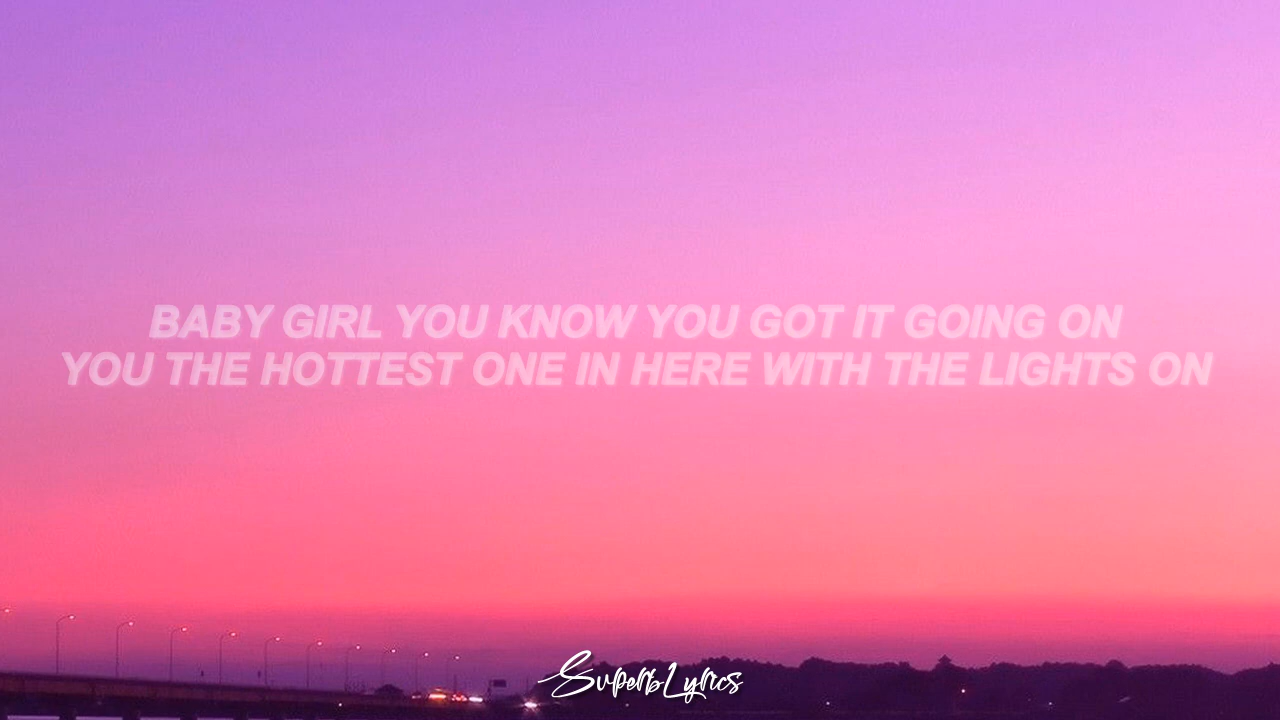 BABY GIRL YOU KNOW YOU GOT IT GOING ON
YOU THE HOTTEST ONE IN HERE WITH THE LIGHTS ON
SuperbLyrics